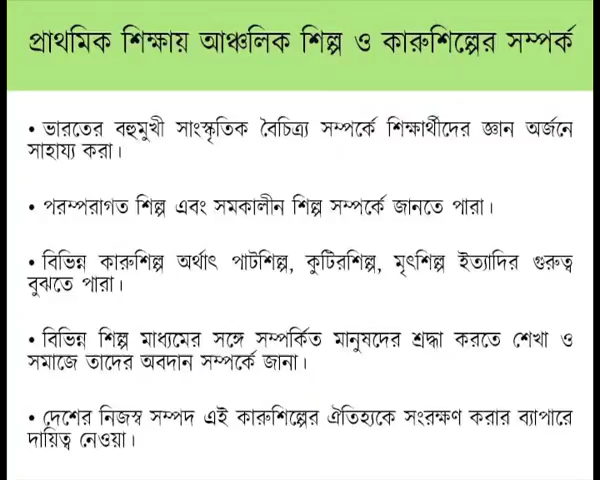 প্রাথমিক শিক্ষায় আঞ্চলিক শিল্প ও কারুশিল্পের সম্পর্ক
• ভারতের বহুমুখী সাংস্কৃতিক বৈচিত্র্য সম্পর্কে শিক্ষার্থীদের জ্ঞান অর্জনে
সাহায্য করা।
• পরম্পরাগত শিল্প এবং সমকালীন শিল্প সম্পর্কে জানতে পারা।
• বিভিন্ন কারুশিল্প অর্থাৎ পাটশিল্প, কুটিরশিল্প, মৃৎশিল্প ইত্যাদির গুরুত্ব
বুঝতে পারা।
• বিভিন্ন শিল্প মাধ্যমের সঙ্গে সম্পর্কিত মানুষদের শ্রদ্ধা করতে শেখা ও
সমাজে তাদের অবদান সম্পর্কে জানা।
• দেশের নিজস্ব সম্পদ এই কারুশিল্পের ঐতিহ্যকে সংরক্ষণ করার ব্যাপারে
দায়িত্ব নেওয়া।